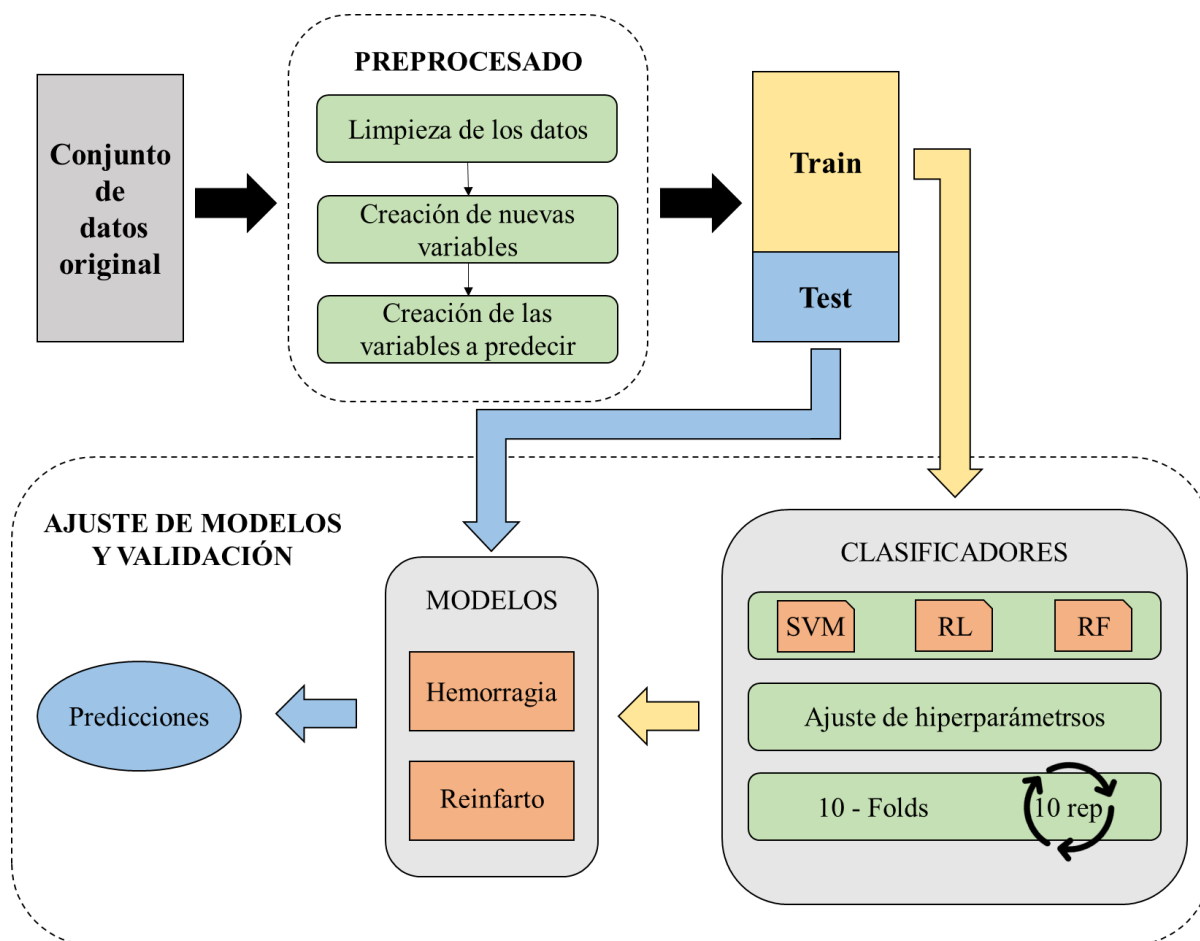 PREPROCESADO
Conjunto
de
datos
original
Limpieza de los datos
Creación de nuevas
variables
Creación de las
variables a predecir
Train
Test
AJUSTE DE MODELOS
Y VALIDACIÓN
CLASIFICADORES
SVM
RL
RF
Ajuste de hiperparámetrsos
10 - Folds
10 rep
MODELOS
Hemorragia
Reinfarto
Predicciones